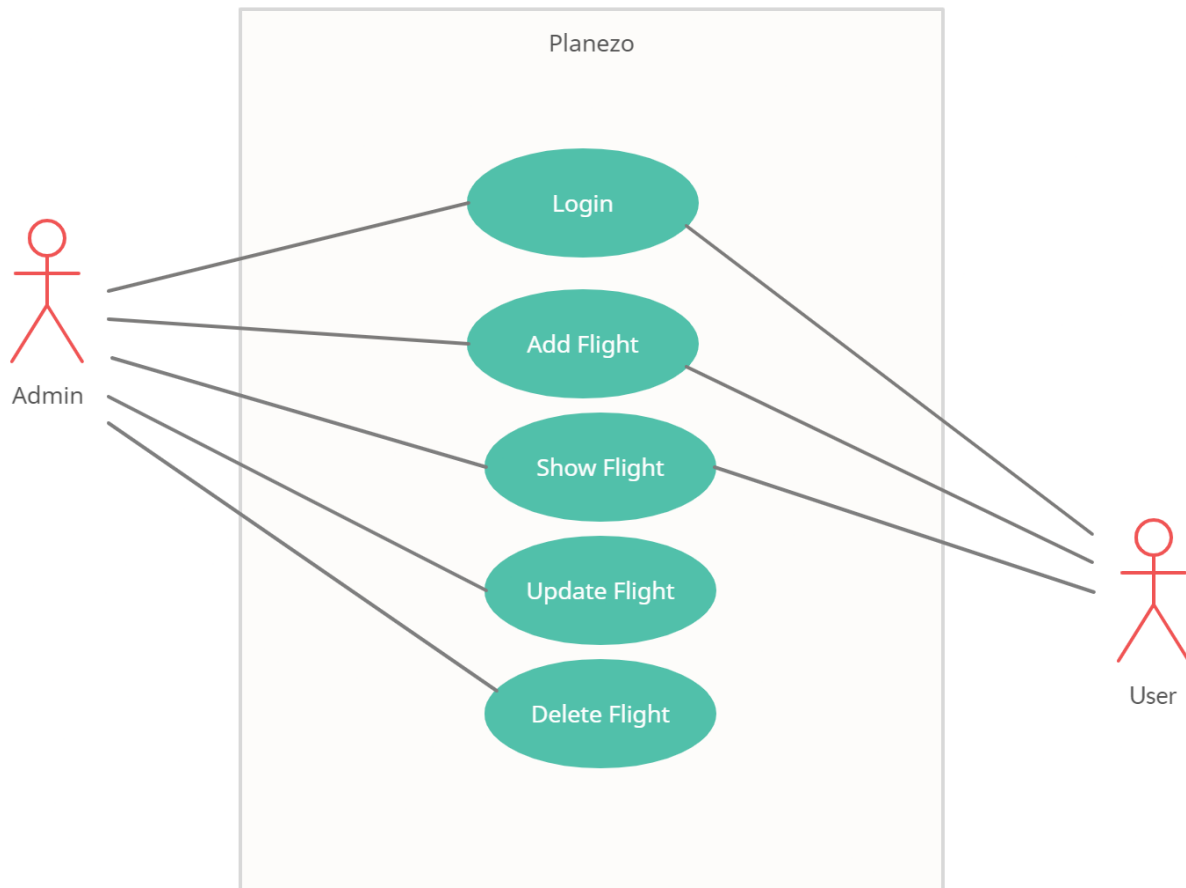 Planezo
Login
Add Flight
Admin
Show Flight
Update Flight
User
Delete Flight